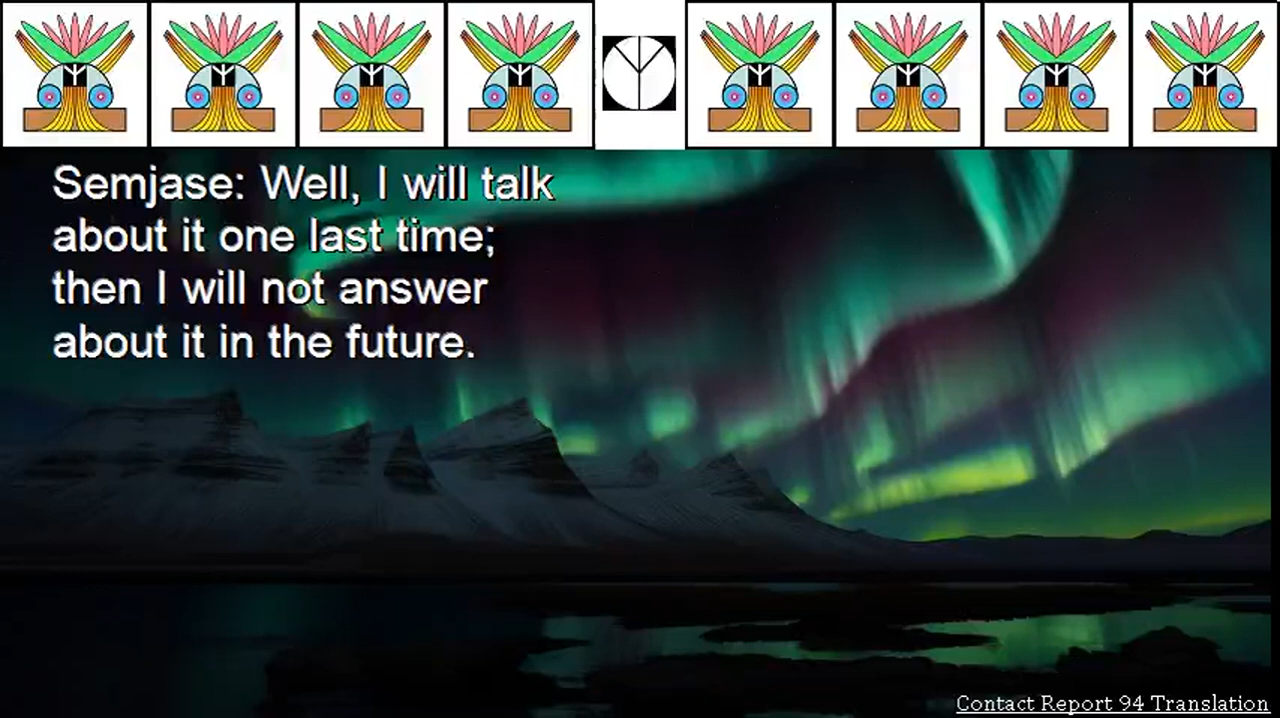 Semjase: Well, I will talk
about it one last time;
then I will not answer
about it in the future.
Contact Report 94 Translation